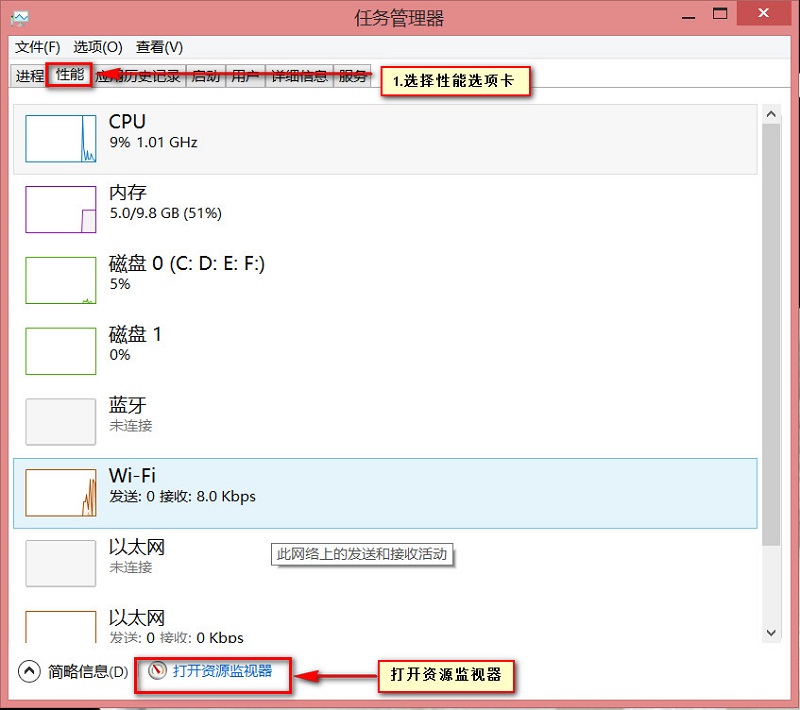 任务管理器
文件(F) 选项(O) 查看(V)
进程 性能 应用历史记录 启动 用户 详细信息 服务
1.选择性能选项卡
CPU
9% 1.01 GHz
内存
5.0/9.8 GB (51%)
磁盘 0 (C: D: E: F:)
5%
磁盘 1
0%
蓝牙
未连接
Wi-Fi
发送: 0 接收: 8.0 Kbps
以太网
未连接
此网络上的发送和接收活动
以太网
发送: 0 接收: 0 Kbps
简略信息(D) 打开资源监视器
打开资源监视器